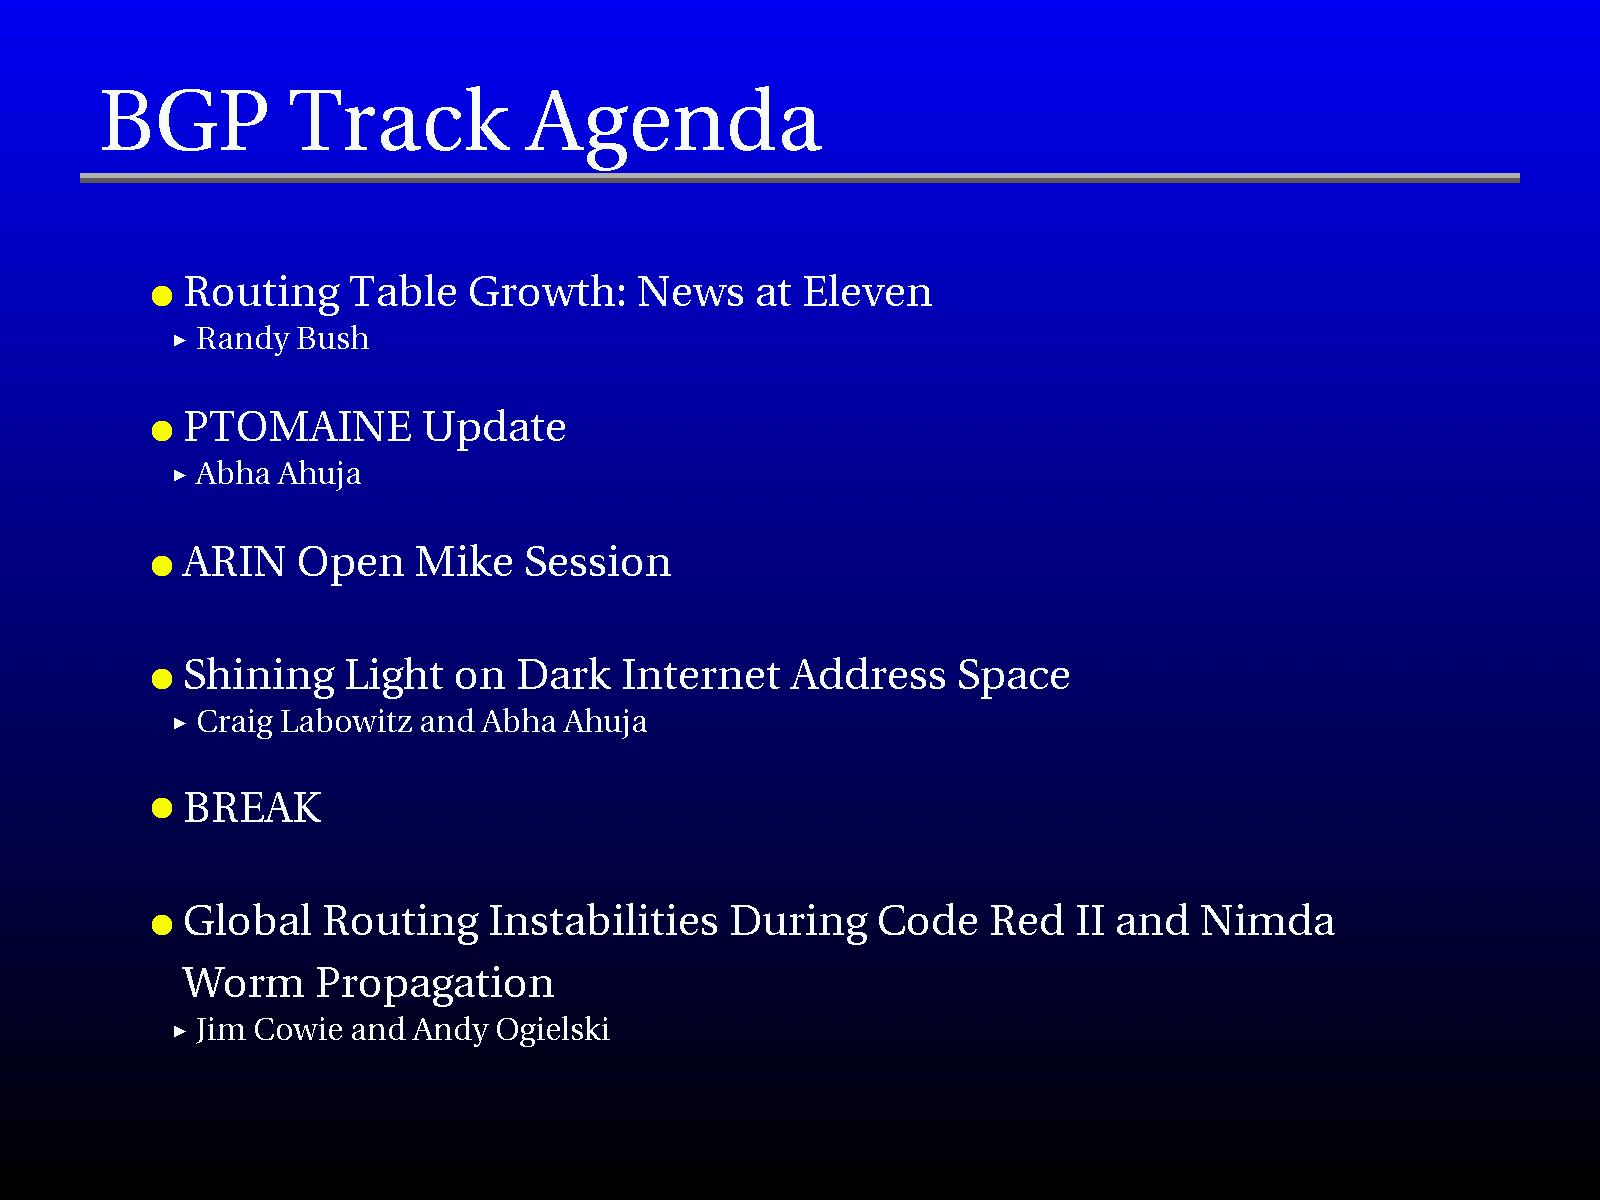 BGP Track Agenda
● Routing Table Growth: News at Eleven
▸ Randy Bush
● PTOMAINE Update
▸ Abha Ahuja
● ARIN Open Mike Session
● Shining Light on Dark Internet Address Space
▸ Craig Labowitz and Abha Ahuja
● BREAK
● Global Routing Instabilities During Code Red II and Nimda
Worm Propagation
▸ Jim Cowie and Andy Ogielski